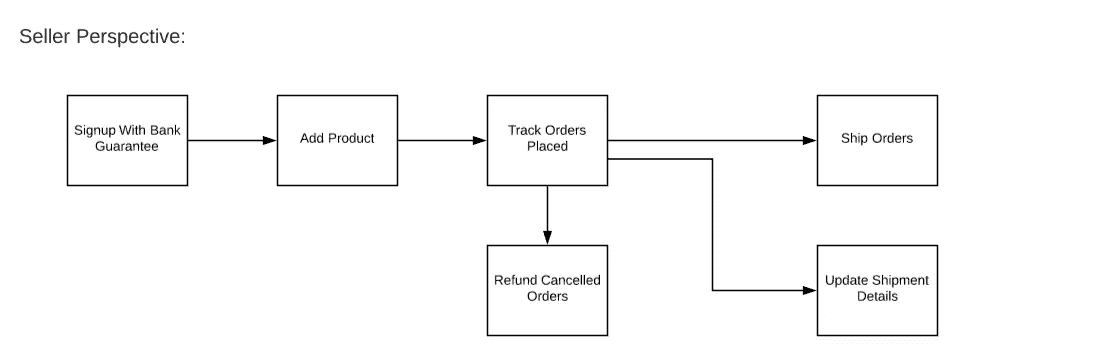 Seller Perspective:
Signup With Bank
Guarantee
Add Product
Track Orders
Placed
Ship Orders
Refund Cancelled
Orders
Update Shipment
Details